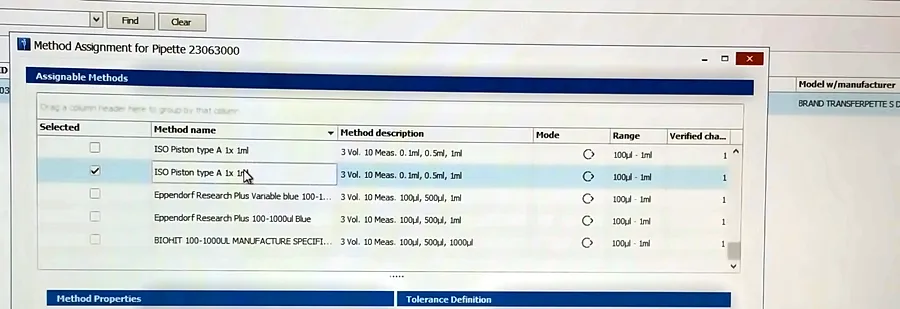 Find Clear
Method Assignment for Pipette 23063000
Assignable Methods
Model w/manufacturer
03
BRAND TRANSFERPETTE S D
Drag a column header here to group by that column
Selected Method name Method description Mode Range Verified cha...
ISO Piston type A 1x 1ml 3 Vol. 10 Meas. 0.1ml, 0.5ml, 1ml 100µl - 1ml 1
ISO Piston type A 1x 1ml 3 Vol. 10 Meas. 0.1ml, 0.5ml, 1ml 100µl - 1ml 1
Eppendorf Research Plus Variable blue 100-1... 3 Vol. 10 Meas. 100µl, 500µl, 1ml 100µl - 1ml 1
Eppendorf Research Plus 100-1000ul Blue 3 Vol. 10 Meas. 100µl, 500µl, 1ml 100µl - 1ml 1
BIOHIT 100-1000UL MANUFACTURE SPECIFI... 3 Vol. 10 Meas. 100µl, 500µl, 1000µl 100µl - 1ml 1
Method Properties Tolerance Definition